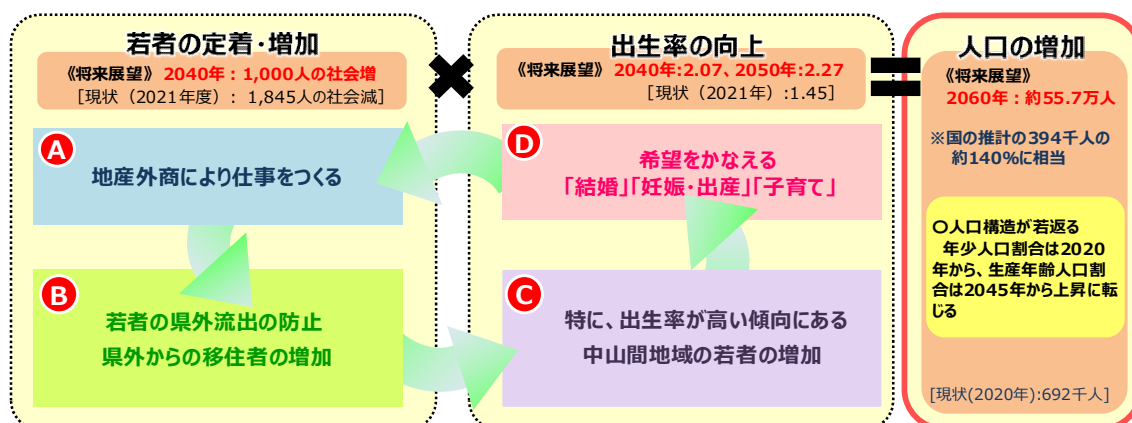 若者の定着・増加
《将来展望》 2040年：1,000人の社会増
[現状（2021年度）： 1,845人の社会減]
A
地産外商により仕事をつくる
B
若者の県外流出の防止
県外からの移住者の増加
×
出生率の向上
《将来展望》 2040年:2.07、2050年:2.27
[現状（2021年）:1.45]
D
希望をかなえる
「結婚」「妊娠・出産」「子育て」
C
特に、出生率が高い傾向にある
中山間地域の若者の増加
＝
人口の増加
《将来展望》
2060年：約55.7万人
※国の推計の394千人の
約140%に相当
〇人口構造が若返る
年少人口割合は2020
年から、生産年齢人口割
合は2045年から上昇に転
じる
[現状(2020年):692千人]